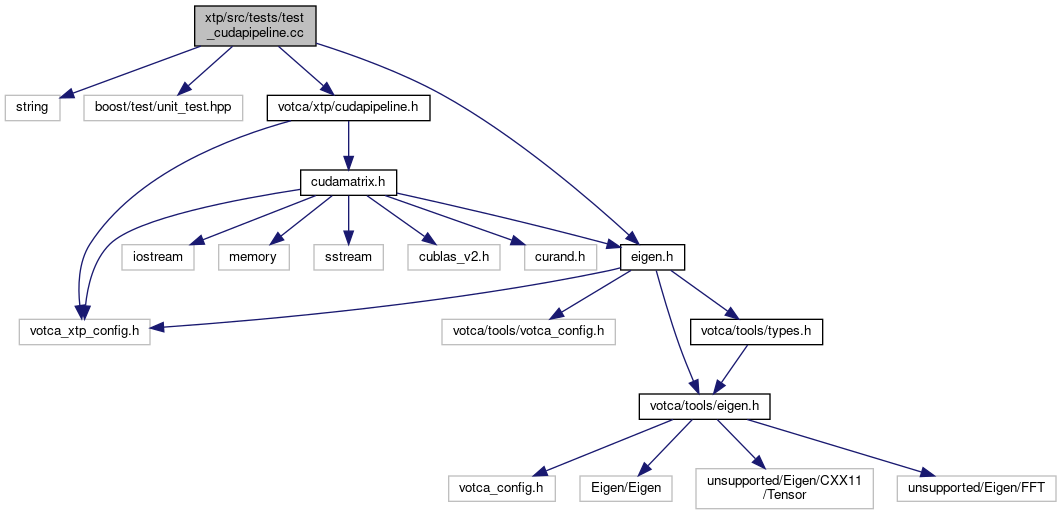 xtp/src/tests/test
_cudapipeline.cc
string
boost/test/unit_test.hpp
votca/xtp/cudapipeline.h
cudamatrix.h
iostream
memory
sstream
cublas_v2.h
curand.h
eigen.h
votca_xtp_config.h
votca/tools/votca_config.h
votca/tools/types.h
votca/tools/eigen.h
votca_config.h
Eigen/Eigen
unsupported/Eigen/CXX11
/Tensor
unsupported/Eigen/FFT